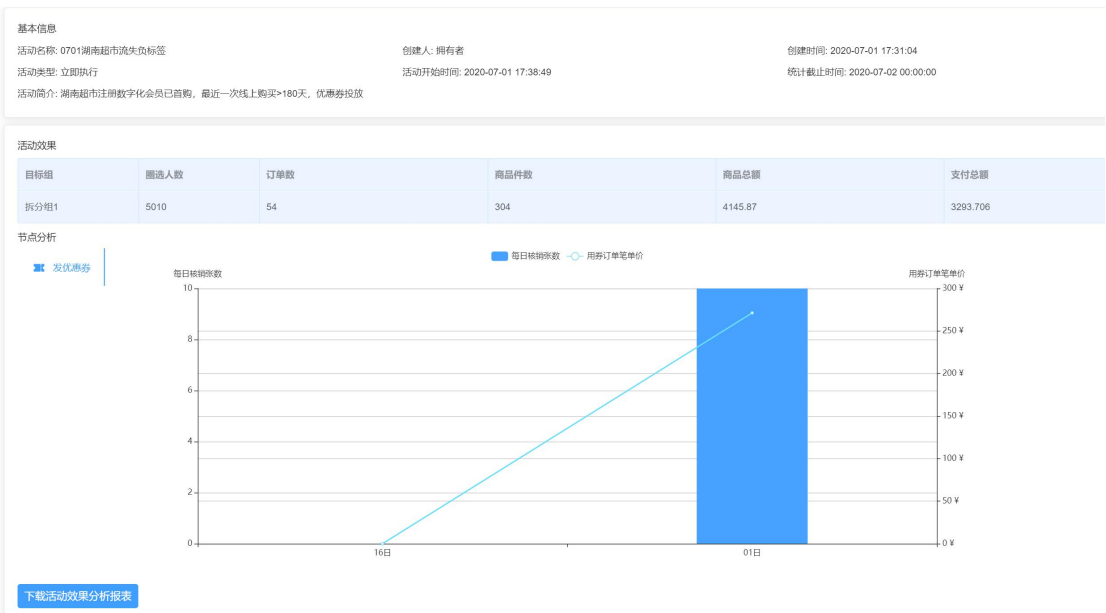 基本信息
活动名称: 0701湖南超市流失负标签 创建人: 拥有者 创建时间: 2020-07-01 17:31:04
活动类型: 立即执行 活动开始时间: 2020-07-01 17:38:49 统计截止时间: 2020-07-02 00:00:00
活动简介: 湖南超市注册数字化会员已首购，最近一次线上购买>180天，优惠券投放
活动效果
目标组 圈选人数 订单数 商品件数 商品总额 支付总额
拆分组1 5010 54 304 4145.87 3293.706
节点分析
发优惠券
每日核销张数 用券订单笔单价
每日核销张数 用券订单笔单价
10 300 ¥
250 ¥
8
200 ¥
6
150 ¥
4
100 ¥
2
50 ¥
0 0 ¥
16日 01日
下载活动效果分析报表